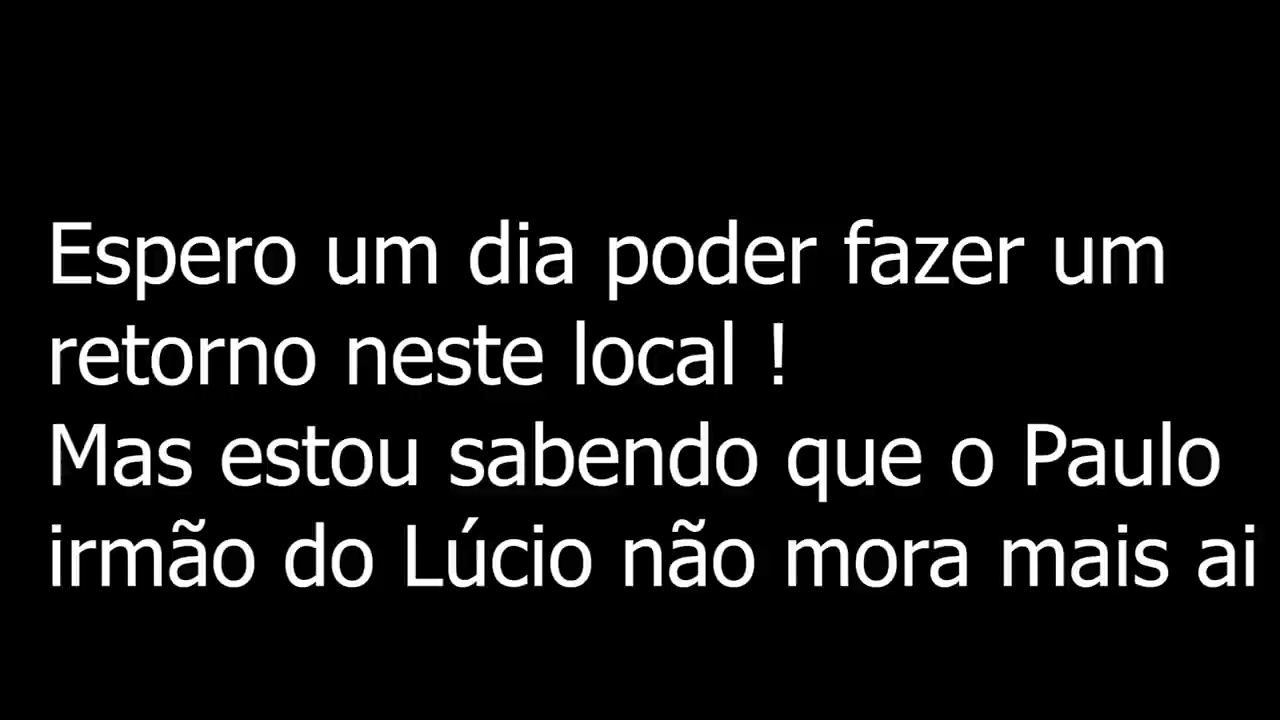 Espero um dia poder fazer um
retorno neste local !
Mas estou sabendo que o Paulo
irmão do Lúcio não mora mais ai